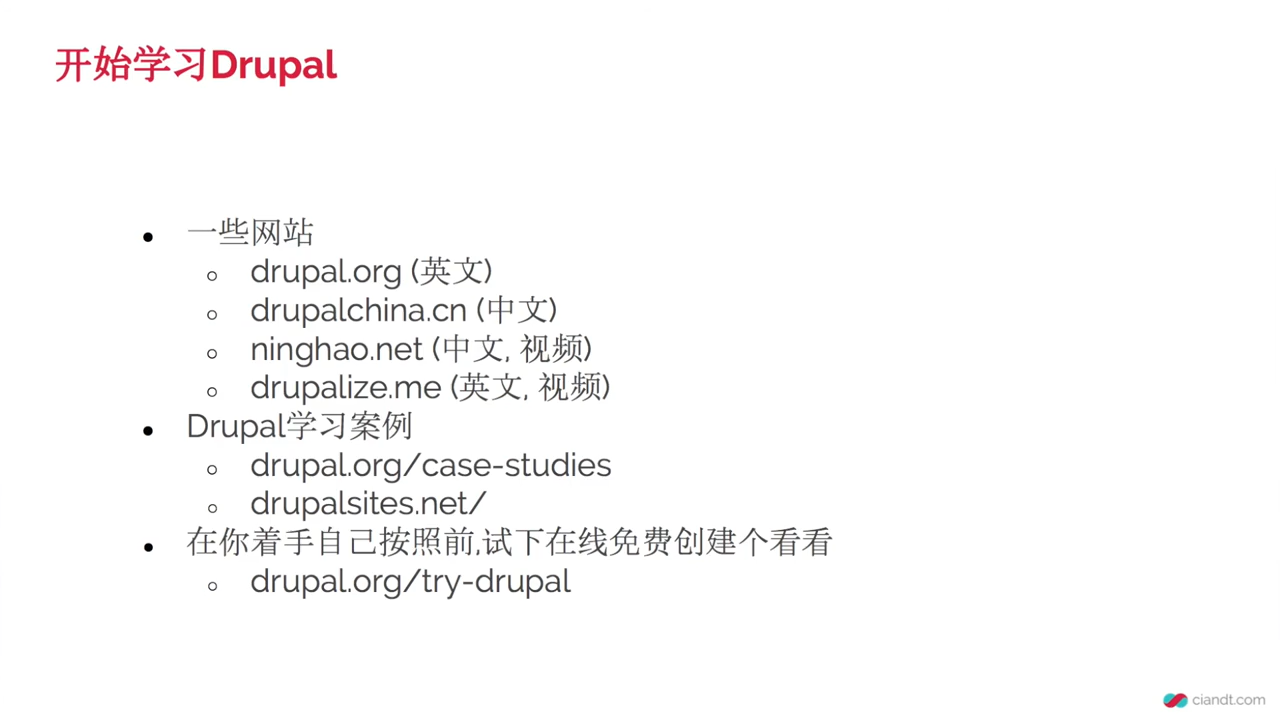 开始学习Drupal
一些网站
drupal.org (英文)
drupalchina.cn (中文)
ninghao.net (中文, 视频)
drupalize.me (英文, 视频)
Drupal学习案例
drupal.org/case-studies
drupalsites.net/
在你着手自己按照前,试下在线免费创建个看看
drupal.org/try-drupal
ciandt.com